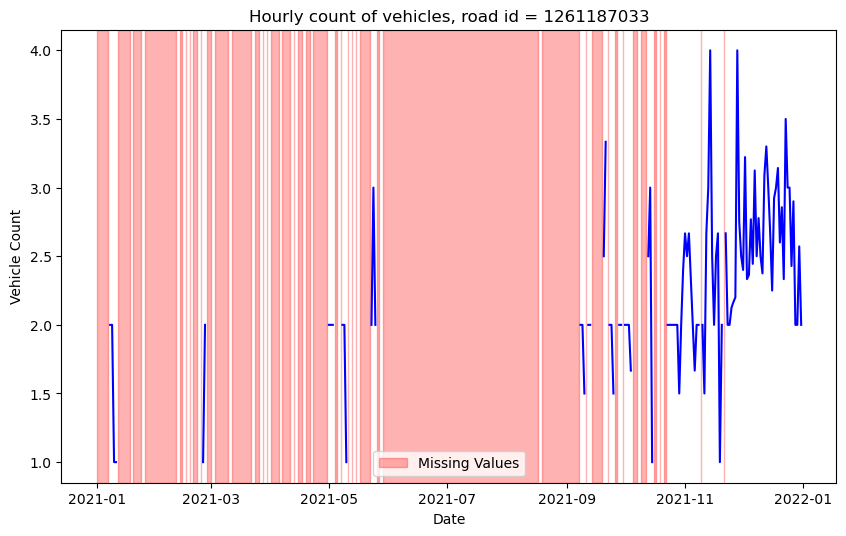 Hourly count of vehicles, road id = 1261187033
4.0
3.5
3.0
2.5
2.0
1.5
1.0
Vehicle Count
Missing Values
2021-01 2021-03 2021-05 2021-07 2021-09 2021-11 2022-01
Date